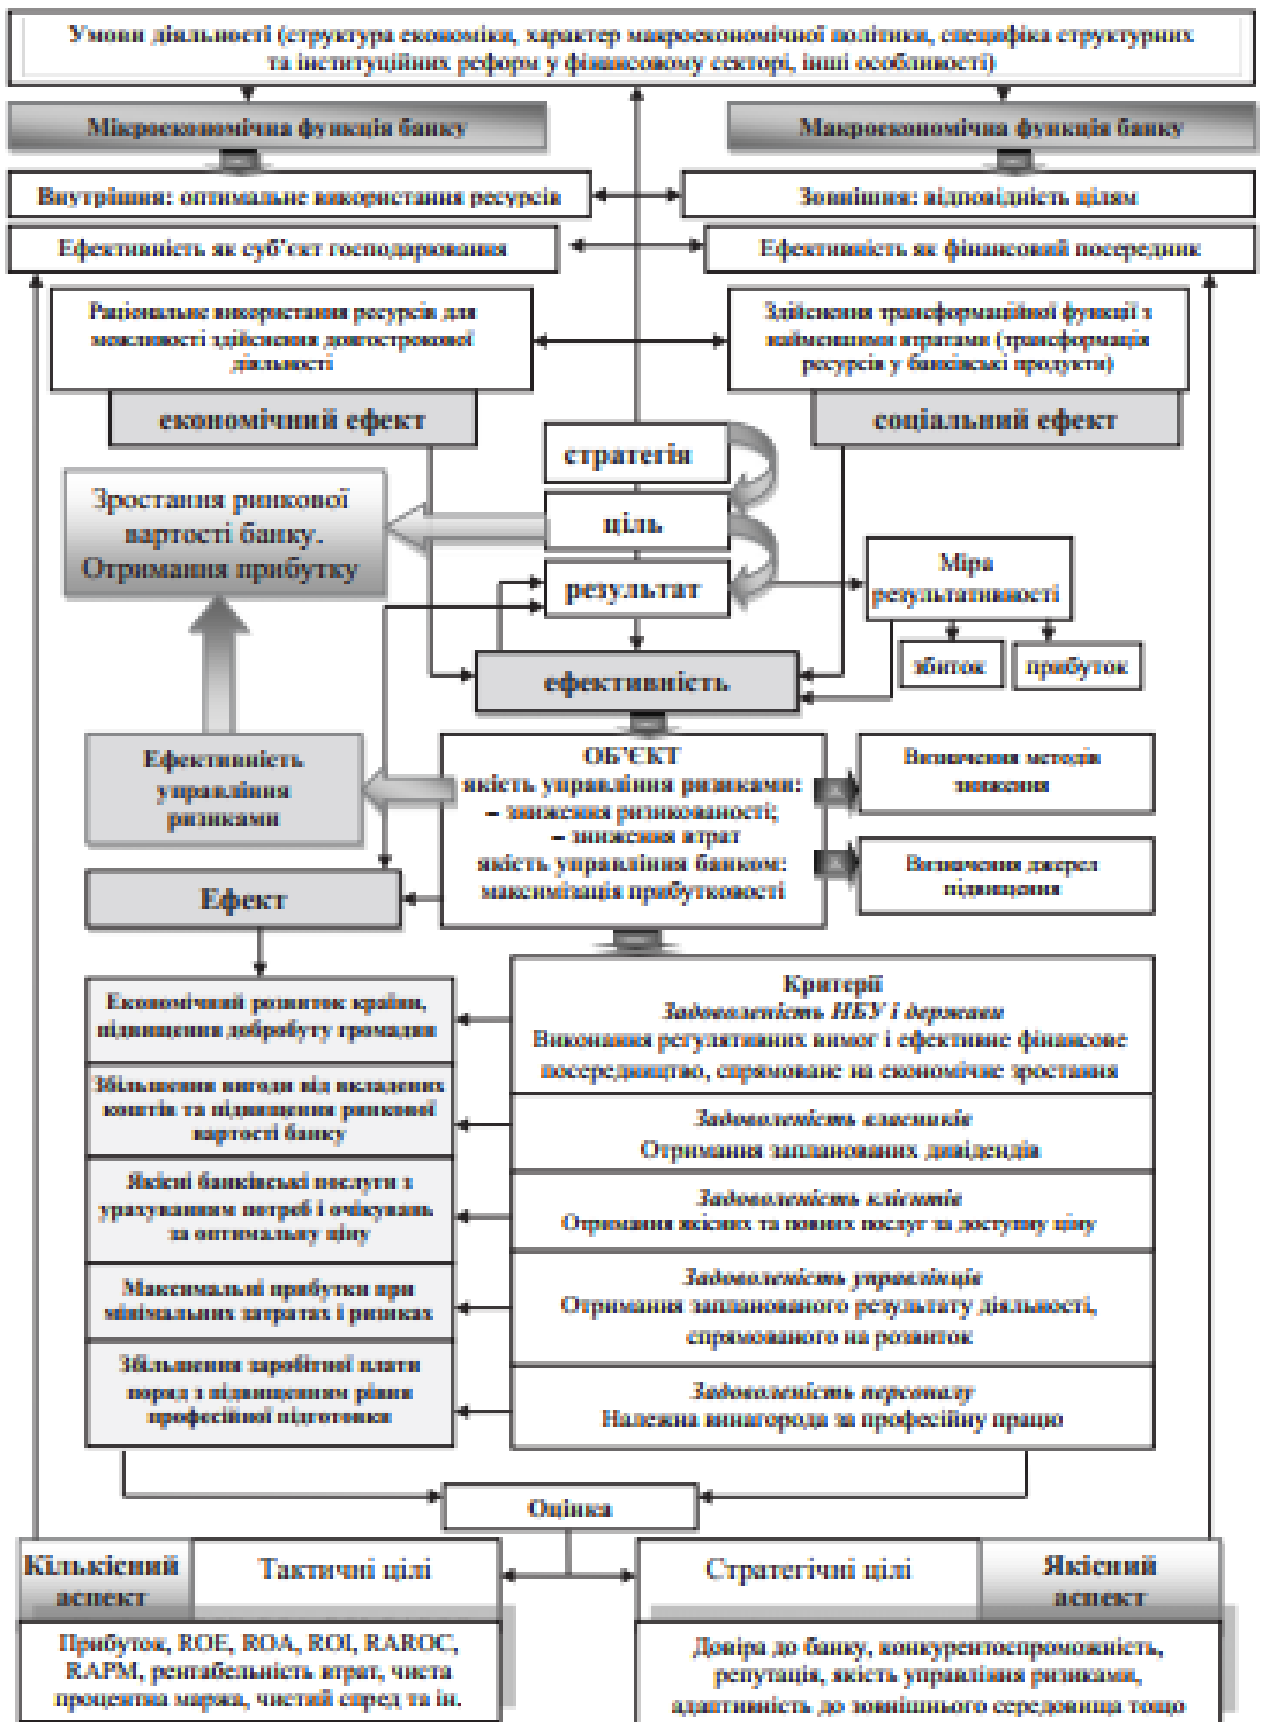 Умови діяльності (структура економіки, характер макроекономічної політики, специфіка структурних
та інституційних реформ у фінансовому секторі, інші особливості)
Мікроекономічна функція банку
Макроекономічна функція банку
Внутрішня: оптимальне використання ресурсів
Зовнішня: відповідність цілям
Ефективність як суб’єкт господарювання
Ефективність як фінансовий посередник
Раціональне використання ресурсів для
можливості здійснення довгострокової
діяльності
Здійснення трансформаційної функції з
найменшими втратами (трансформація
ресурсів у банківські продукти)
економічний ефект
соціальний ефект
стратегія
Зростання ринкової
вартості банку.
Отримання прибутку
ціль
результат
Міра
результативності
збиток
прибуток
ефективність
Ефективність
управління
ризиками
ОБ’ЄКТ
якість управління ризиками:
– зниження ризикованості;
– зниження втрат
якість управління банком:
максимізація прибутковості
Визначення методів
зниження
Визначення джерел
підвищення
Ефект
Економічний розвиток країни,
підвищення добробуту громадян
Критерії
Задоволеність НБУ і держави
Виконання регулятивних вимог і ефективне фінансове
посередництво, спрямоване на економічне зростання
Збільшення вигоди від вкладених
коштів та підвищення ринкової
вартості банку
Задоволеність власників
Отримання запланованих дивідендів
Якісні банківські послуги з
урахуванням потреб і очікувань
за оптимальну ціну
Задоволеність клієнтів
Отримання якісних та повних послуг за доступну ціну
Максимальні прибутки при
мінімальних затратах і ризиках
Задоволеність управлінців
Отримання запланованого результату діяльності,
спрямованого на розвиток
Збільшення заробітної плати
поряд з підвищенням рівня
професійної підготовки
Задоволеність персоналу
Належна винагорода за професійну працю
Оцінка
Кількісний
аспект
Тактичні цілі
Стратегічні цілі
Якісний
аспект
Прибуток, ROE, ROA, ROI, RAROC,
RAPM, рентабельність втрат, чиста
процентна маржа, чистий спред та ін.
Довіра до банку, конкурентоспроможність,
репутація, якість управління ризиками,
адаптивність до зовнішнього середовища тощо